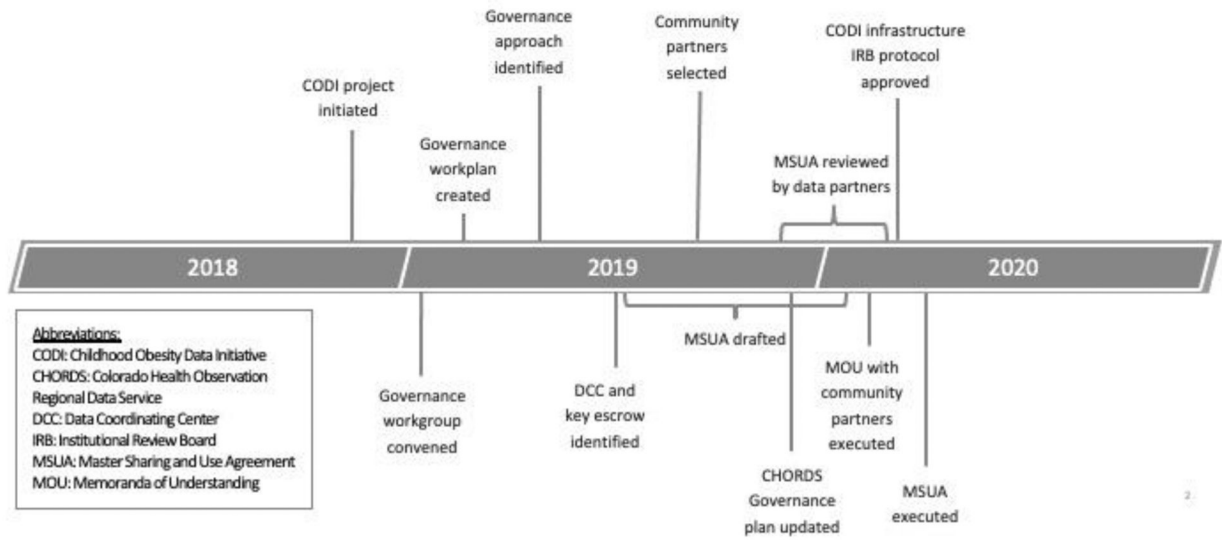 Governance
approach
identified
Community
partners
selected
CODI infrastructure
IRB protocol
approved
CODI project
initiated
Governance
workplan
created
MSUA reviewed
by data partners
2018
2019
2020
Abbreviations:
CODI: Childhood Obesity Data Initiative
CHORDS: Colorado Health Observation
Regional Data Service
DCC: Data Coordinating Center
IRB: Institutional Review Board
MSUA: Master Sharing and Use Agreement
MOU: Memoranda of Understanding
Governance
workgroup
convened
DCC and
key escrow
identified
MSUA drafted
CHORDS
Governance
plan updated
MOU with
community
partners
executed
MSUA
executed
2